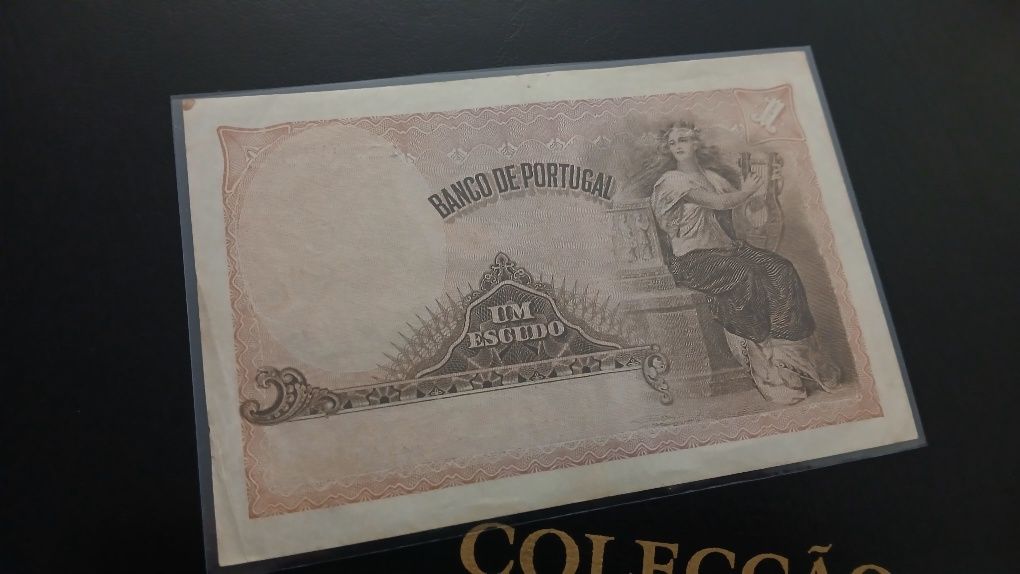 BANCO DE PORTUGAL
UM
ESCUDO
COLECÇÃO